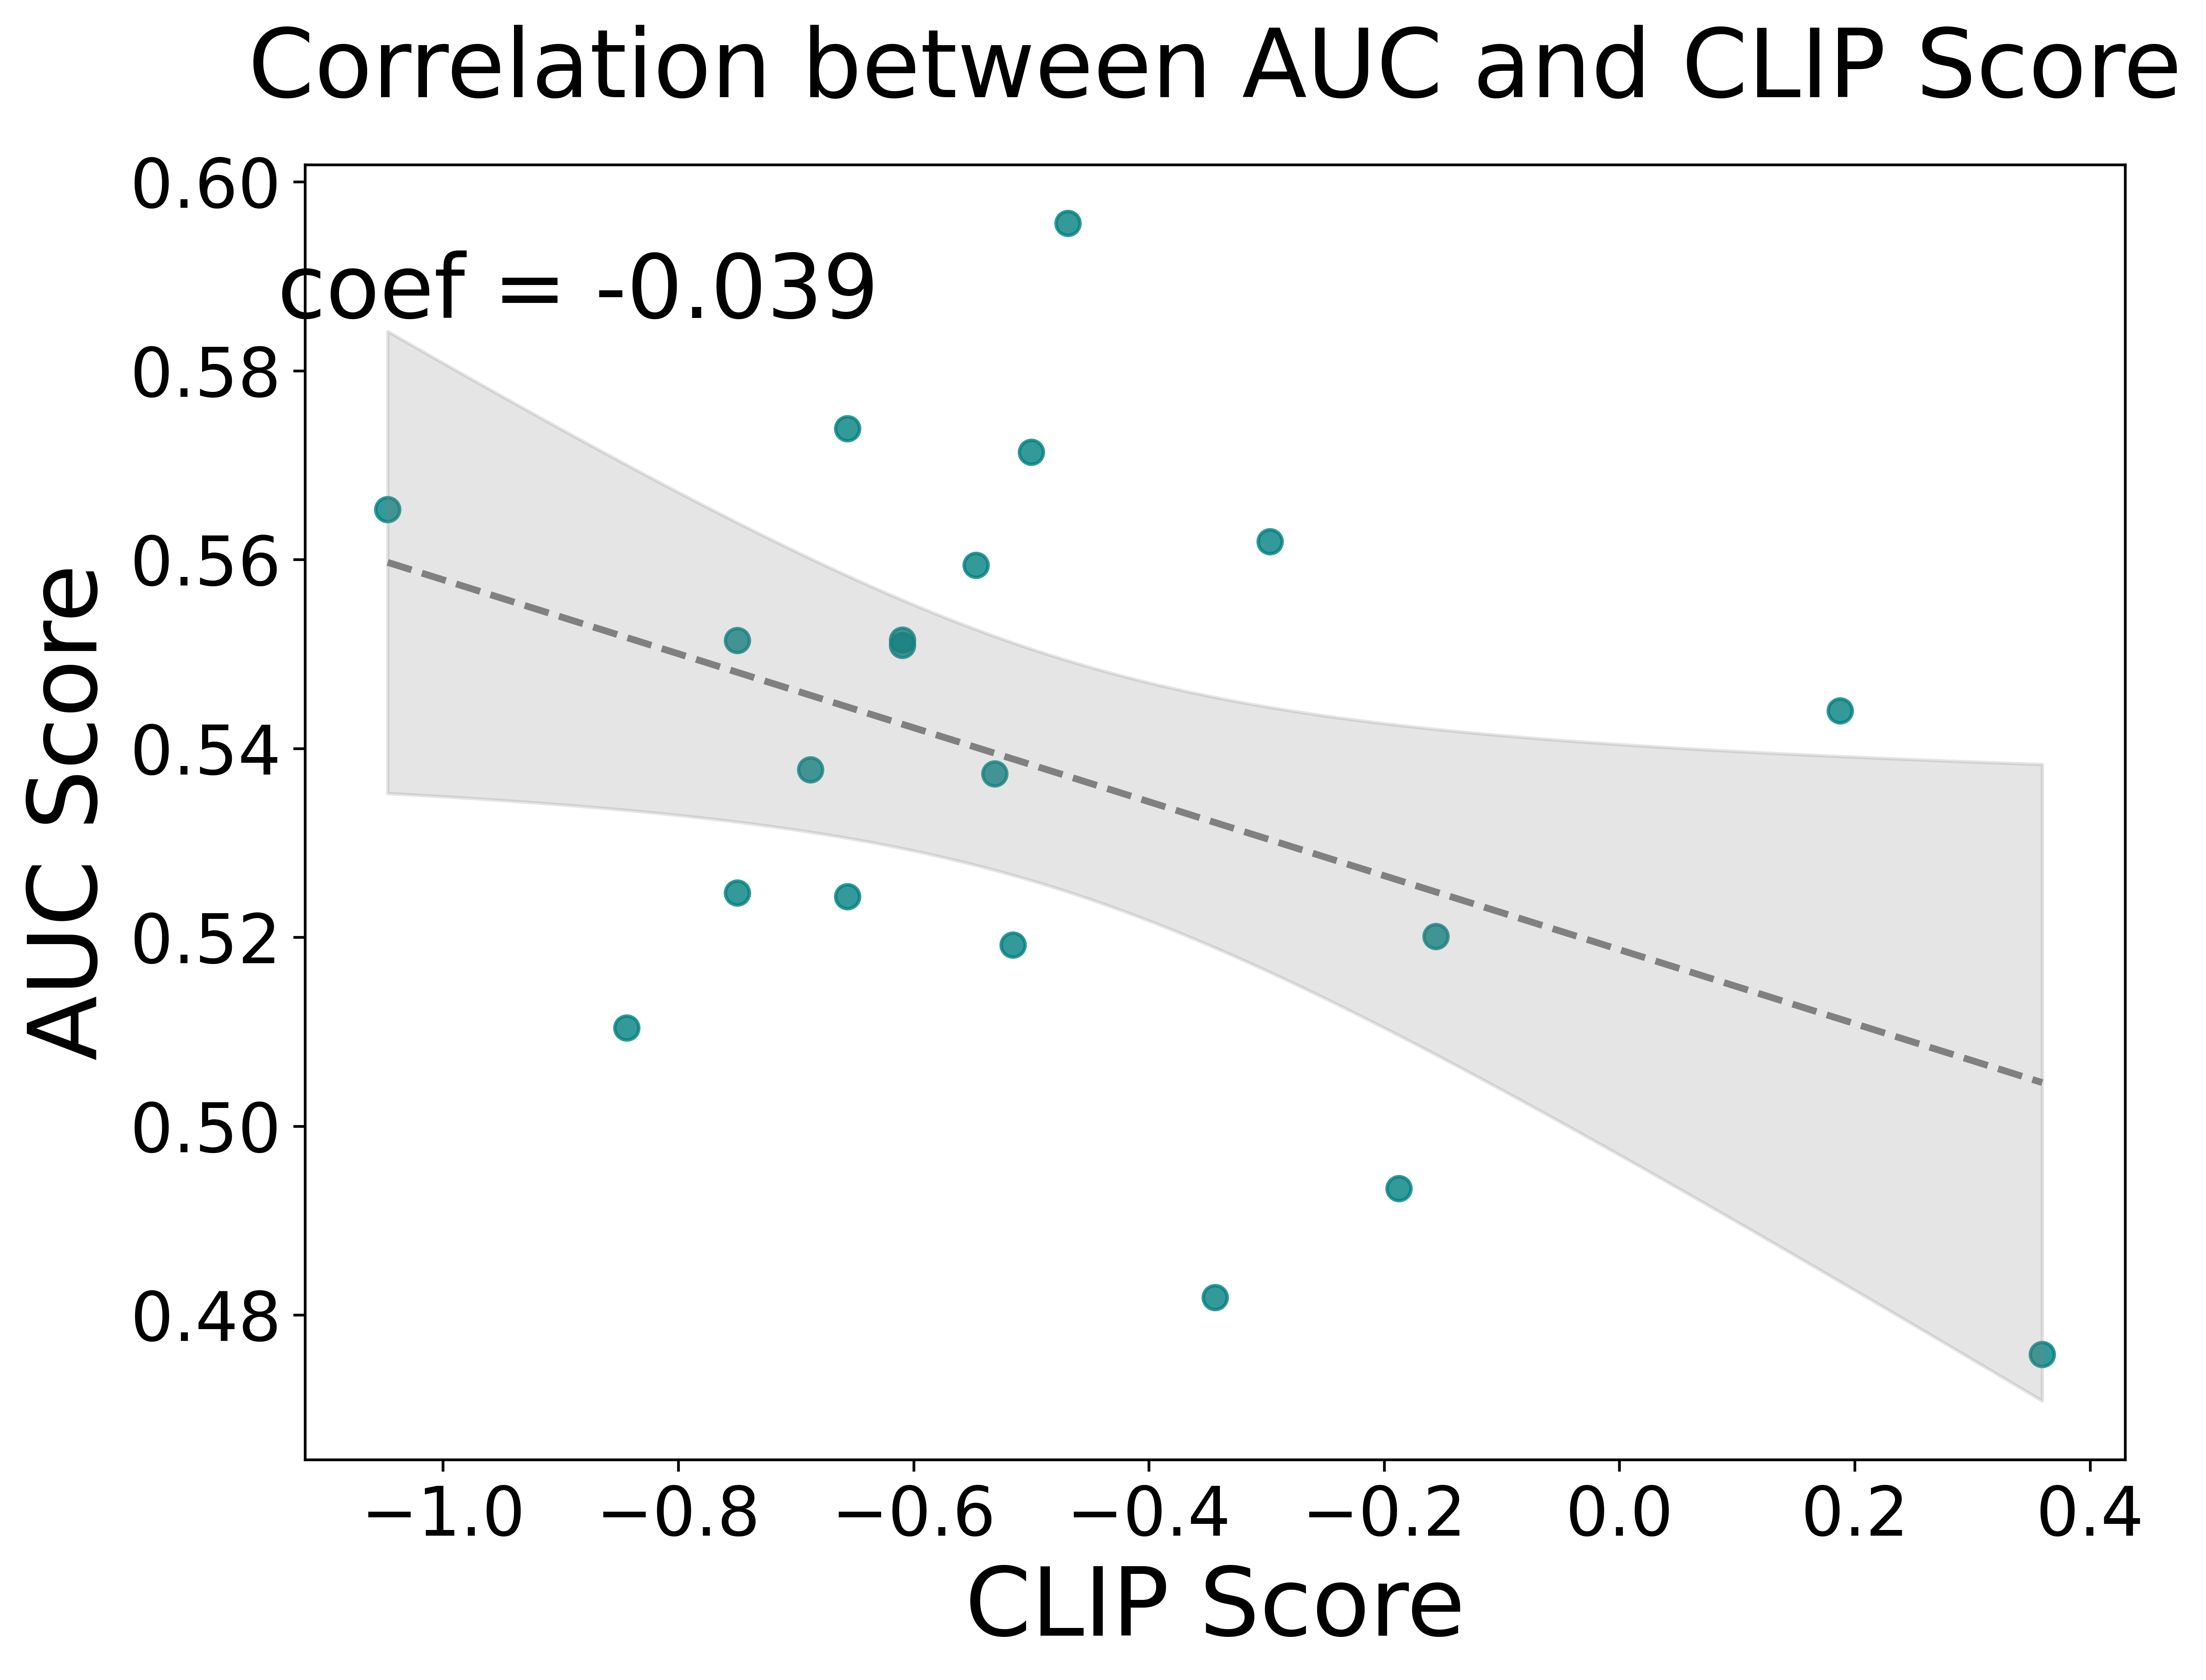 Correlation between AUC and CLIP Score
coef = -0.039
AUC Score
0.60
0.58
0.56
0.54
0.52
0.50
0.48
−1.0 −0.8 −0.6 −0.4 −0.2 0.0 0.2 0.4
CLIP Score